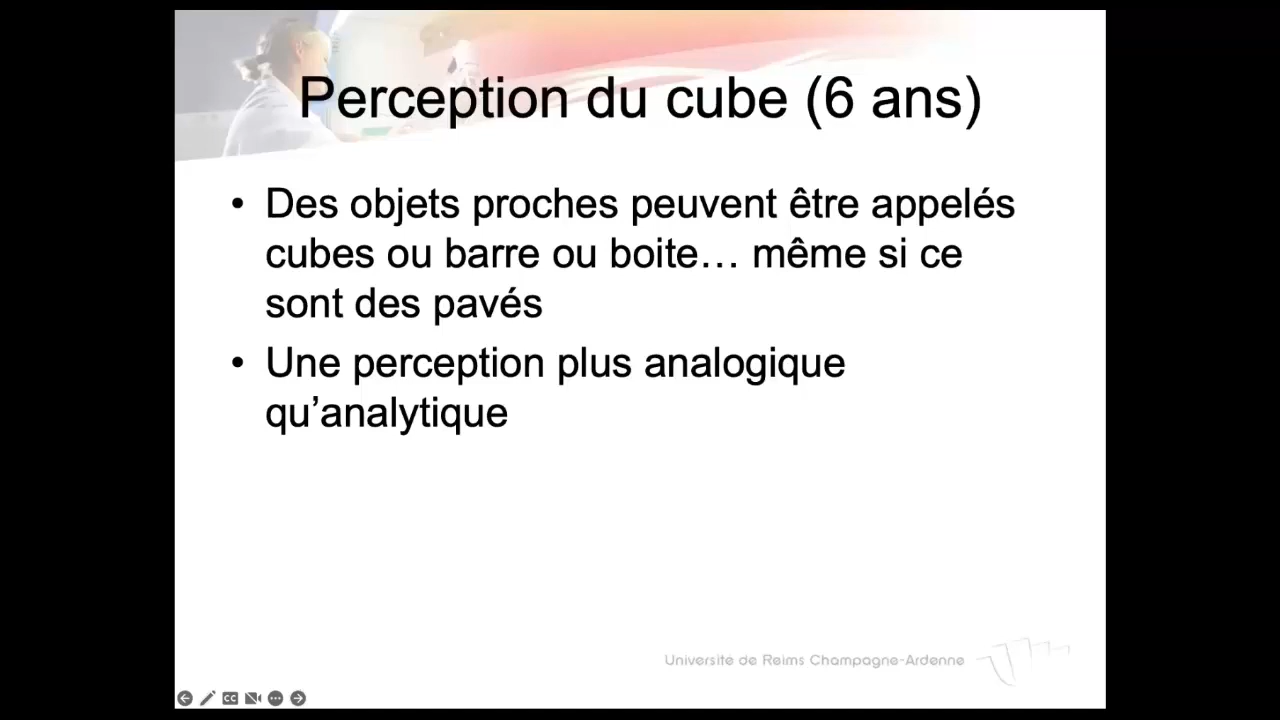 Perception du cube (6 ans)
• Des objets proches peuvent être appelés
cubes ou barre ou boite… même si ce
sont des pavés
• Une perception plus analogique
qu’analytique
Université de Reims Champagne-Ardenne
CC